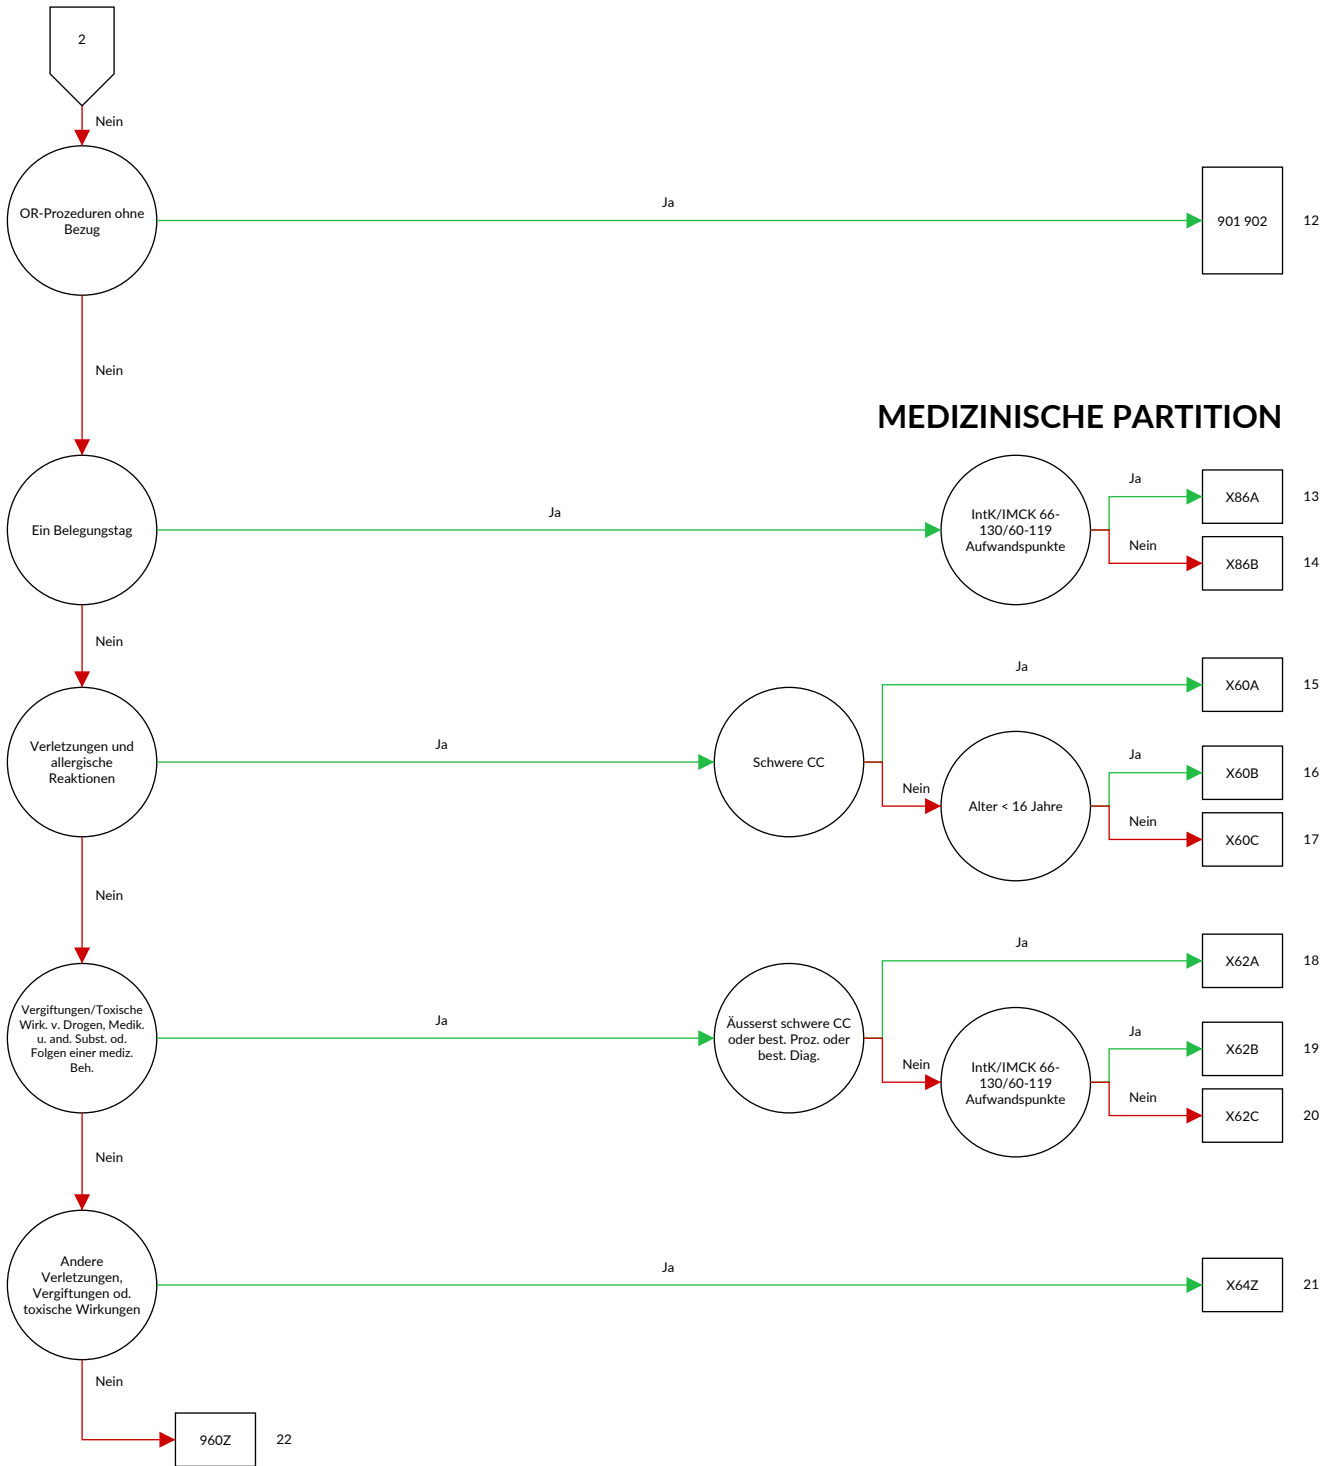 2
Nein
OR-Prozeduren ohne
Bezug
Ja
901 902
12
Nein
MEDIZINISCHE PARTITION
Ein Belegungstag
Ja
IntK/IMCK 66-
130/60-119
Aufwandspunkte
Ja
X86A
13
Nein
X86B
14
Nein
Verletzungen und
allergische
Reaktionen
Ja
Schwere CC
Ja
X60A
15
Nein
Alter < 16 Jahre
Ja
X60B
16
Nein
X60C
17
Nein
Vergiftungen/Toxische
Wirk. v. Drogen, Medik.
u. and. Subst. od.
Folgen einer mediz.
Beh.
Ja
Äusserst schwere CC
oder best. Proz. oder
best. Diag.
Ja
X62A
18
Nein
IntK/IMCK 66-
130/60-119
Aufwandspunkte
Ja
X62B
19
Nein
X62C
20
Nein
Andere
Verletzungen,
Vergiftungen od.
toxische Wirkungen
Ja
X64Z
21
Nein
960Z
22